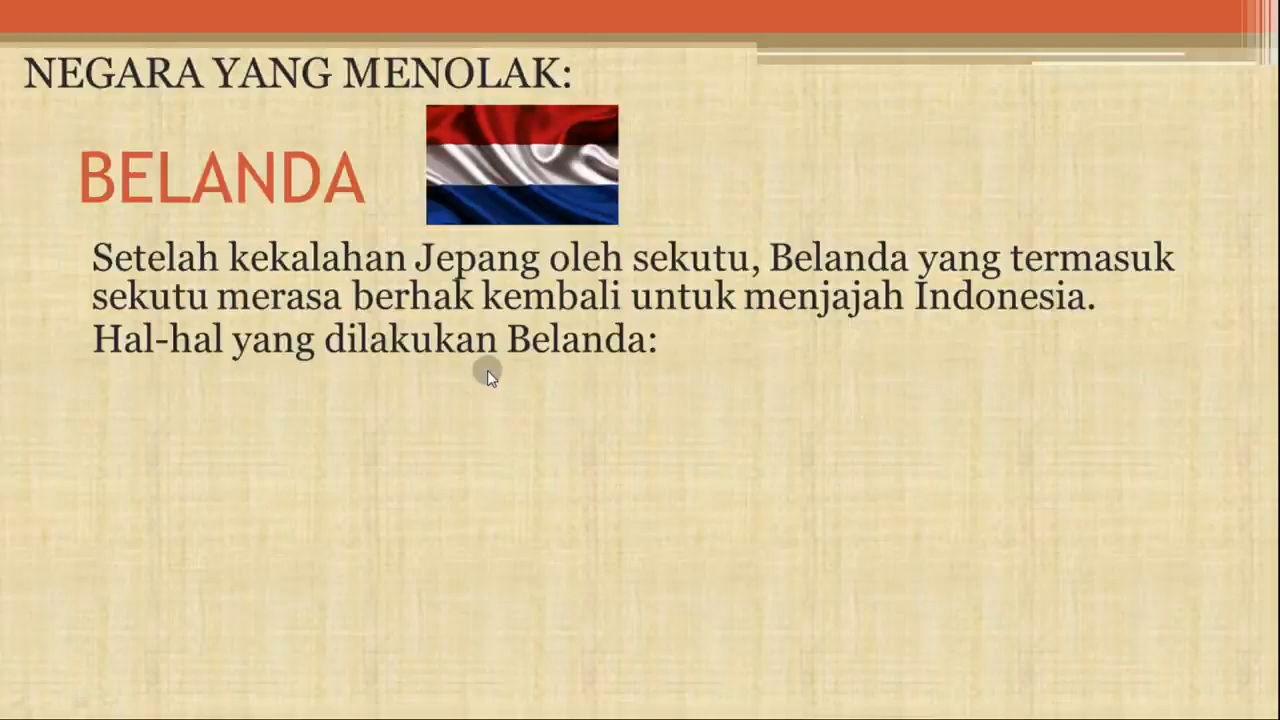 NEGARA YANG MENOLAK:
BELANDA
Setelah kekalahan Jepang oleh sekutu, Belanda yang termasuk
sekutu merasa berhak kembali untuk menjajah Indonesia.
Hal-hal yang dilakukan Belanda: